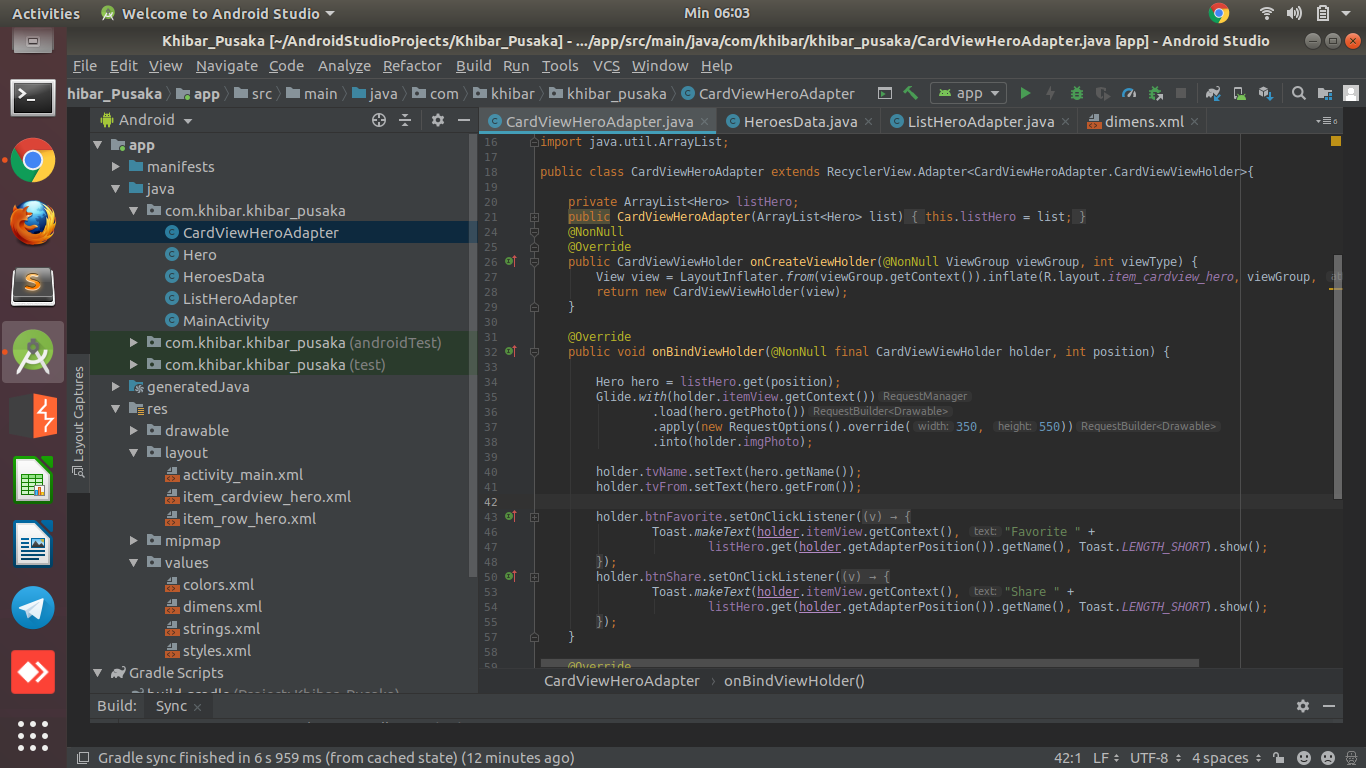 Activities
Welcome to Android Studio
Min 06:03
Khibar_Pusaka [~/AndroidStudioProjects/Khibar_Pusaka] - .../app/src/main/java/com/khibar/khibar_pusaka/CardViewHeroAdapter.java [app] - Android Studio
File Edit View Navigate Code Analyze Refactor Build Run Tools VCS Window Help
hibar_Pusaka app src main java com khibar khibar_pusaka CardViewHeroAdapter
app
Android
CardViewHeroAdapter.java HeroesData.java ListHeroAdapter.java dimens.xml
app
manifests
java
com.khibar.khibar_pusaka
CardViewHeroAdapter
Hero
HeroesData
ListHeroAdapter
MainActivity
com.khibar.khibar_pusaka (androidTest)
com.khibar.khibar_pusaka (test)
generatedJava
res
drawable
layout
activity_main.xml
item_cardview_hero.xml
item_row_hero.xml
mipmap
values
colors.xml
dimens.xml
strings.xml
styles.xml
Gradle Scripts
build.gradle (Project: Khibar_Pusaka)
Layout Captures
16 import java.util.ArrayList;
17
18 public class CardViewHeroAdapter extends RecyclerView.Adapter<CardViewHeroAdapter.CardViewViewHolder>{
19
20 private ArrayList<Hero> listHero;
21 public CardViewHeroAdapter(ArrayList<Hero> list) { this.listHero = list; }
24 @NonNull
25 @Override
26 public CardViewViewHolder onCreateViewHolder(@NonNull ViewGroup viewGroup, int viewType) {
27 View view = LayoutInflater.from(viewGroup.getContext()).inflate(R.layout.item_cardview_hero, viewGroup,
28 return new CardViewViewHolder(view);
29 }
30
31 @Override
32 public void onBindViewHolder(@NonNull final CardViewViewHolder holder, int position) {
33
34 Hero hero = listHero.get(position);
35 Glide.with(holder.itemView.getContext()) RequestManager
36 .load(hero.getPhoto()) RequestBuilder<Drawable>
37 .apply(new RequestOptions().override( width: 350, height: 550)) RequestBuilder<Drawable>
38 .into(holder.imgPhoto);
39
40 holder.tvName.setText(hero.getName());
41 holder.tvFrom.setText(hero.getFrom());
42
43 holder.btnFavorite.setOnClickListener((v) → {
46 Toast.makeText(holder.itemView.getContext(), text: "Favorite " +
47 listHero.get(holder.getAdapterPosition()).getName(), Toast.LENGTH_SHORT).show();
48 });
50 holder.btnShare.setOnClickListener((v) → {
53 Toast.makeText(holder.itemView.getContext(), text: "Share " +
54 listHero.get(holder.getAdapterPosition()).getName(), Toast.LENGTH_SHORT).show();
55 });
57 }
58
59 @Override
CardViewHeroAdapter › onBindViewHolder()
Build: Sync
Gradle sync finished in 6 s 959 ms (from cached state) (12 minutes ago)
42:1 LF UTF-8 4 spaces